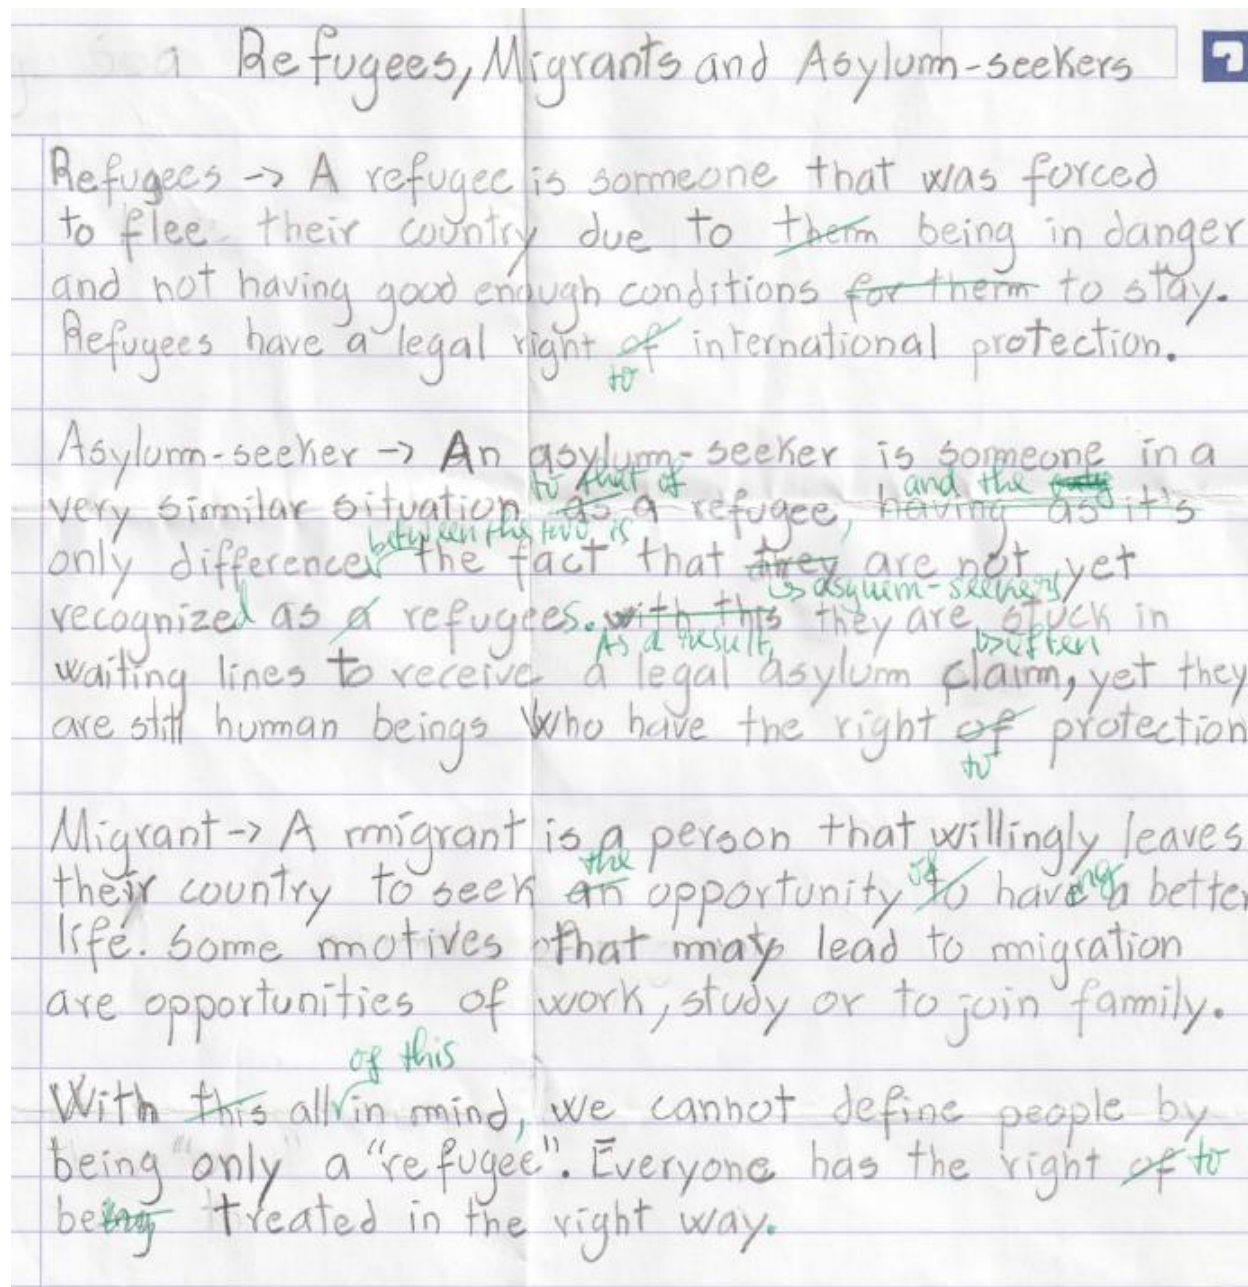 Refugees, Migrants and Asylum-seekers
Refugees -> A refugee is someone that was forced
to flee their country due to them being in danger
and not having good enough conditions for them to stay.
Refugees have a legal right of international protection.
to
Asylum-seeker -> An asylum-seeker is someone in a
to that of and the
very similar situation as a refugee, having as it's
between the two is
only difference the fact that they are not yet
↳ asylum-seekers
recognized as a refugees. with this they are stuck in
As a result, ↳ often
waiting lines to receive a legal asylum claim, yet they
are still human beings who have the right of protection
to
Migrant -> A migrant is a person that willingly leaves
the of ng
their country to seek an opportunity to have a better
life. Some motives that may lead to migration
are opportunities of work, study or to join family.
of this
With this all in mind, we cannot define people by
being "only a "refugee". Everyone has the right of to
being treated in the right way.